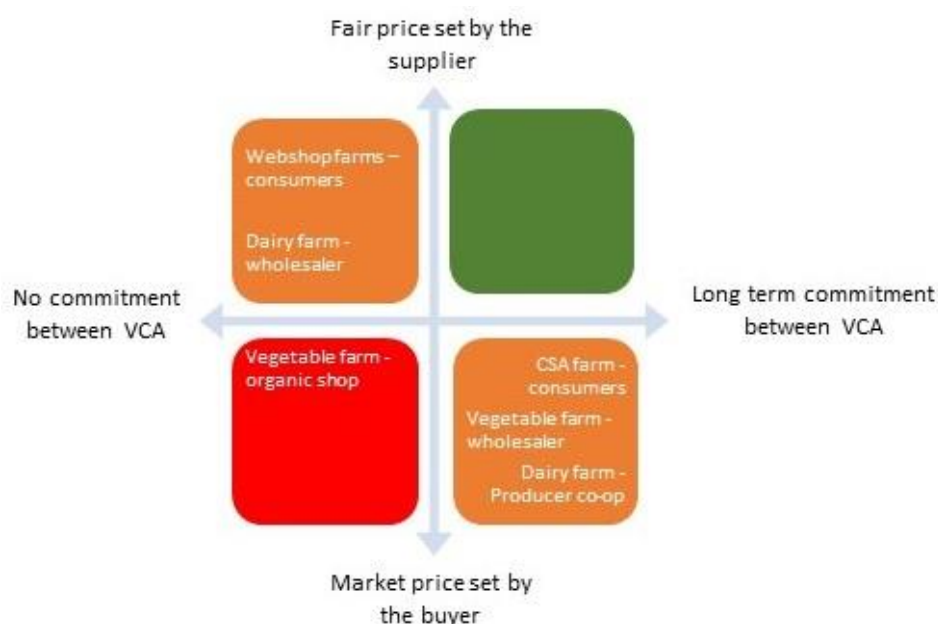 Fair price set by the
supplier
Webshop farms –
consumers
Dairy farm -
wholesaler
No commitment
between VCA
Long term commitment
between VCA
Vegetable farm -
organic shop
CSA farm -
consumers
Vegetable farm -
wholesaler
Dairy farm -
Producer co-op
Market price set by
the buyer